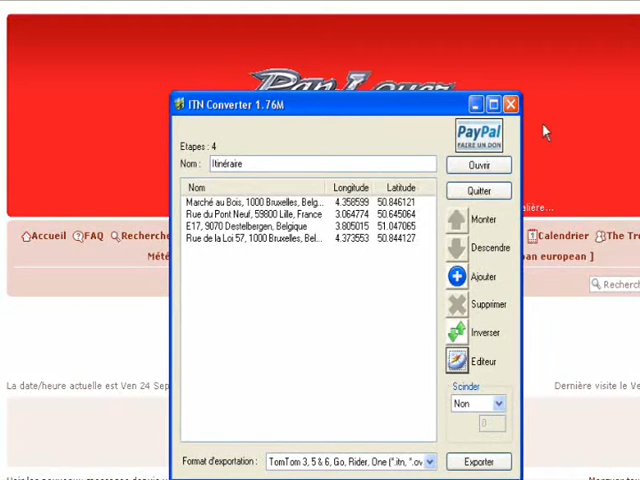 Pan
ITN Converter 1.76M
PayPal
FAIRE UN DON
Etapes : 4
Nom : Itinéraire
Ouvrir
Quitter
Nom Longitude Latitude
Marché au Bois, 1000 Bruxelles, Belg... 4.358599 50.846121
Rue du Pont Neuf, 59800 Lille, France 3.064774 50.645064
E17, 9070 Destelbergen, Belgique 3.805015 51.047065
Rue de la Loi 57, 1000 Bruxelles, Bel... 4.373553 50.844127
Monter
Descendre
Ajouter
Supprimer
Inverser
Editeur
Scinder
Non
0
Format d'exportation : TomTom 3, 5 & 6, Go, Rider, One (*.itn, *.ov
Exporter
alière...
Accueil FAQ Recherche
Calendrier The Tr
Mété
pan european ]
Recherc
La date/heure actuelle est Ven 24 Sep
Dernière visite le Ve